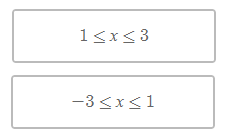 1 ≤ x ≤ 3
−3 ≤ x ≤ 1